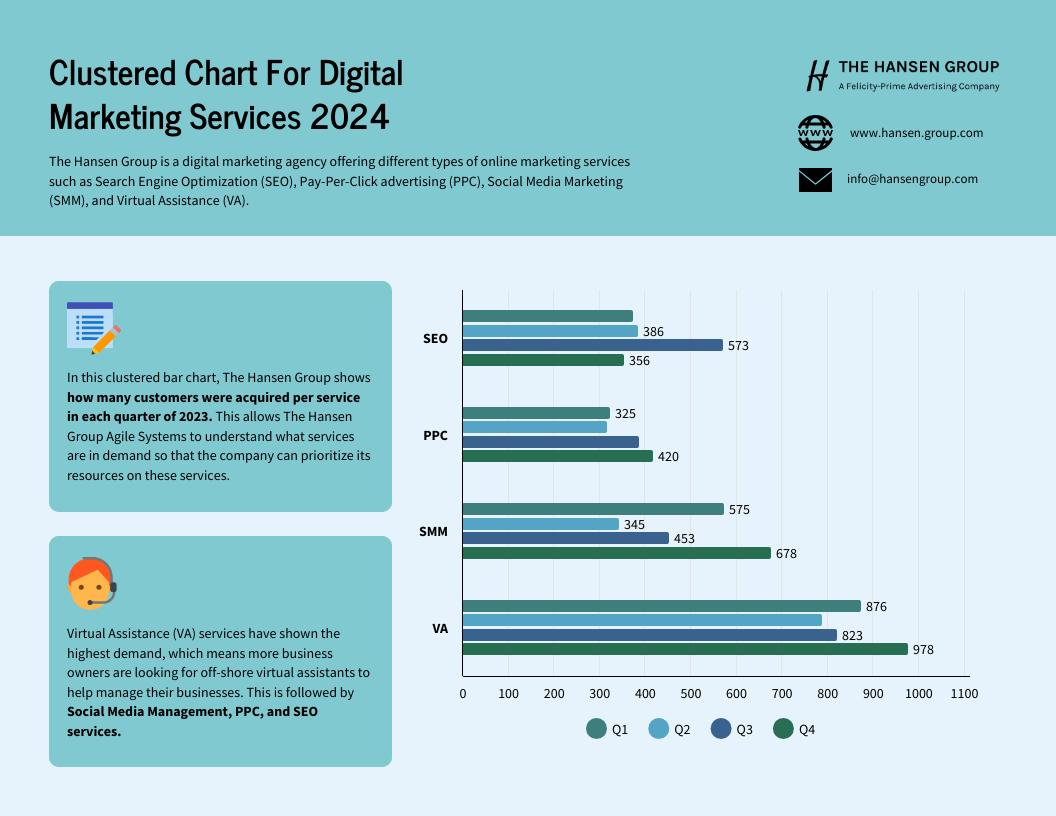 Clustered Chart For Digital
Marketing Services 2024
The Hansen Group is a digital marketing agency offering different types of online marketing services
such as Search Engine Optimization (SEO), Pay-Per-Click advertising (PPC), Social Media Marketing
(SMM), and Virtual Assistance (VA).
THE HANSEN GROUP
A Felicity-Prime Advertising Company
WWW
www.hansen.group.com
info@hansengroup.com
In this clustered bar chart, The Hansen Group shows
how many customers were acquired per service
in each quarter of 2023. This allows The Hansen
Group Agile Systems to understand what services
are in demand so that the company can prioritize its
resources on these services.
Virtual Assistance (VA) services have shown the
highest demand, which means more business
owners are looking for off-shore virtual assistants to
help manage their businesses. This is followed by
Social Media Management, PPC, and SEO
services.
SEO
386
573
356
PPC
325
420
SMM
575
345
453
678
VA
876
823
978
0 100 200 300 400 500 600 700 800 900 1000 1100
Q1 Q2 Q3 Q4